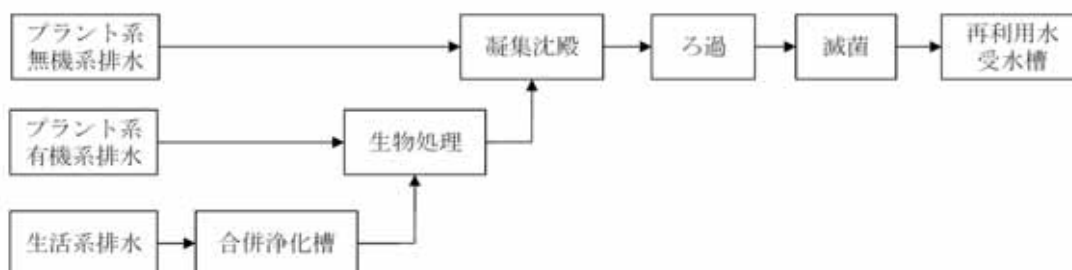 プラント系
無機系排水
凝集沈殿
ろ過
滅菌
再利用水
受水槽
プラント系
有機系排水
生物処理
生活系排水
合併浄化槽